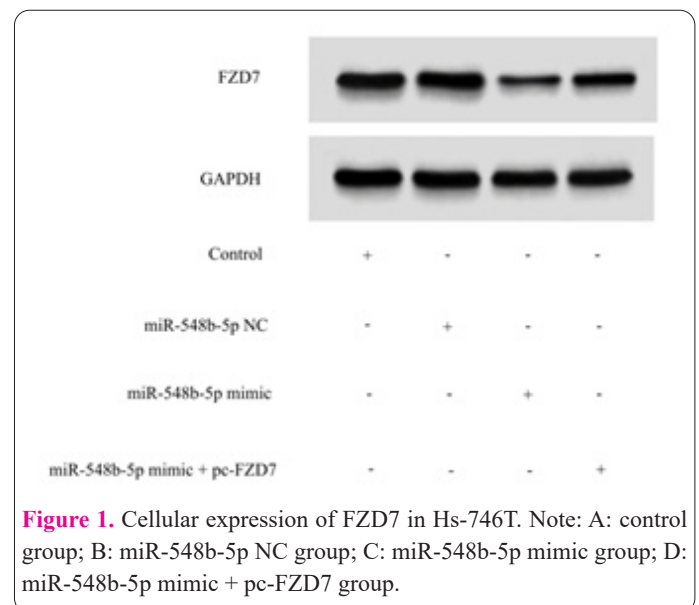 FZD7
GAPDH
Control + - - -
miR-548b-5p NC - + - -
miR-548b-5p mimic - - + -
miR-548b-5p mimic + pc-FZD7 - - - +
Figure 1. Cellular expression of FZD7 in Hs-746T. Note: A: control
group; B: miR-548b-5p NC group; C: miR-548b-5p mimic group; D:
miR-548b-5p mimic + pc-FZD7 group.